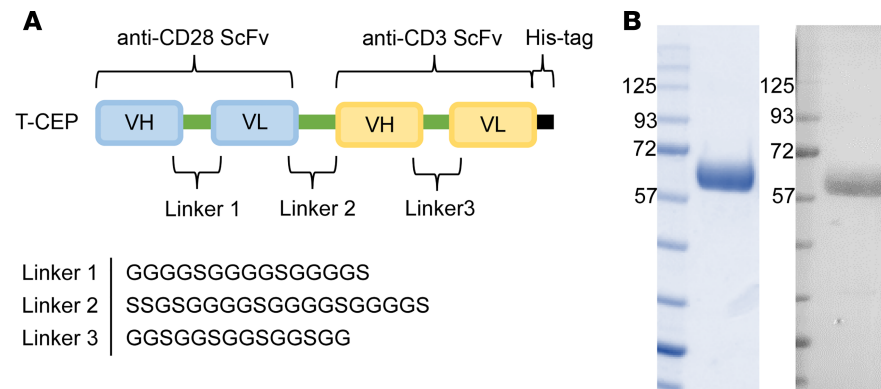 A
anti-CD28 ScFv
anti-CD3 ScFv
His-tag
T-CEP
VH
VL
VH
VL
Linker 1
Linker 2
Linker3
Linker 1 GGGGSGGGGSGGGGS
Linker 2 SSGSGGGGSGGGGSGGGGS
Linker 3 GGSGGSGGSGGSGG
B
125
93
72
57
125
93
72
57